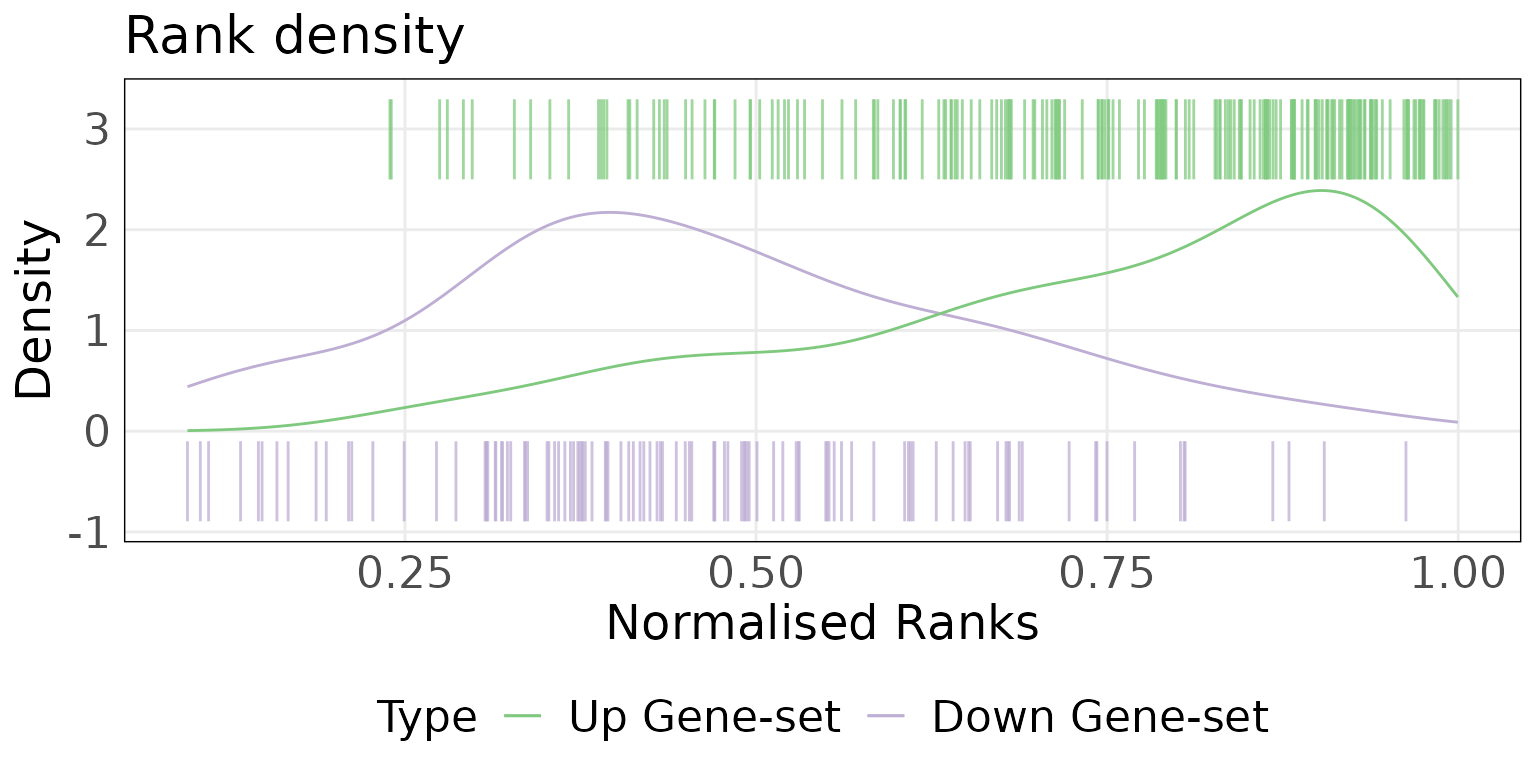 Rank density
3
2
1
0
-1
Density
0.25 0.50 0.75 1.00
Normalised Ranks
Type Up Gene-set Down Gene-set